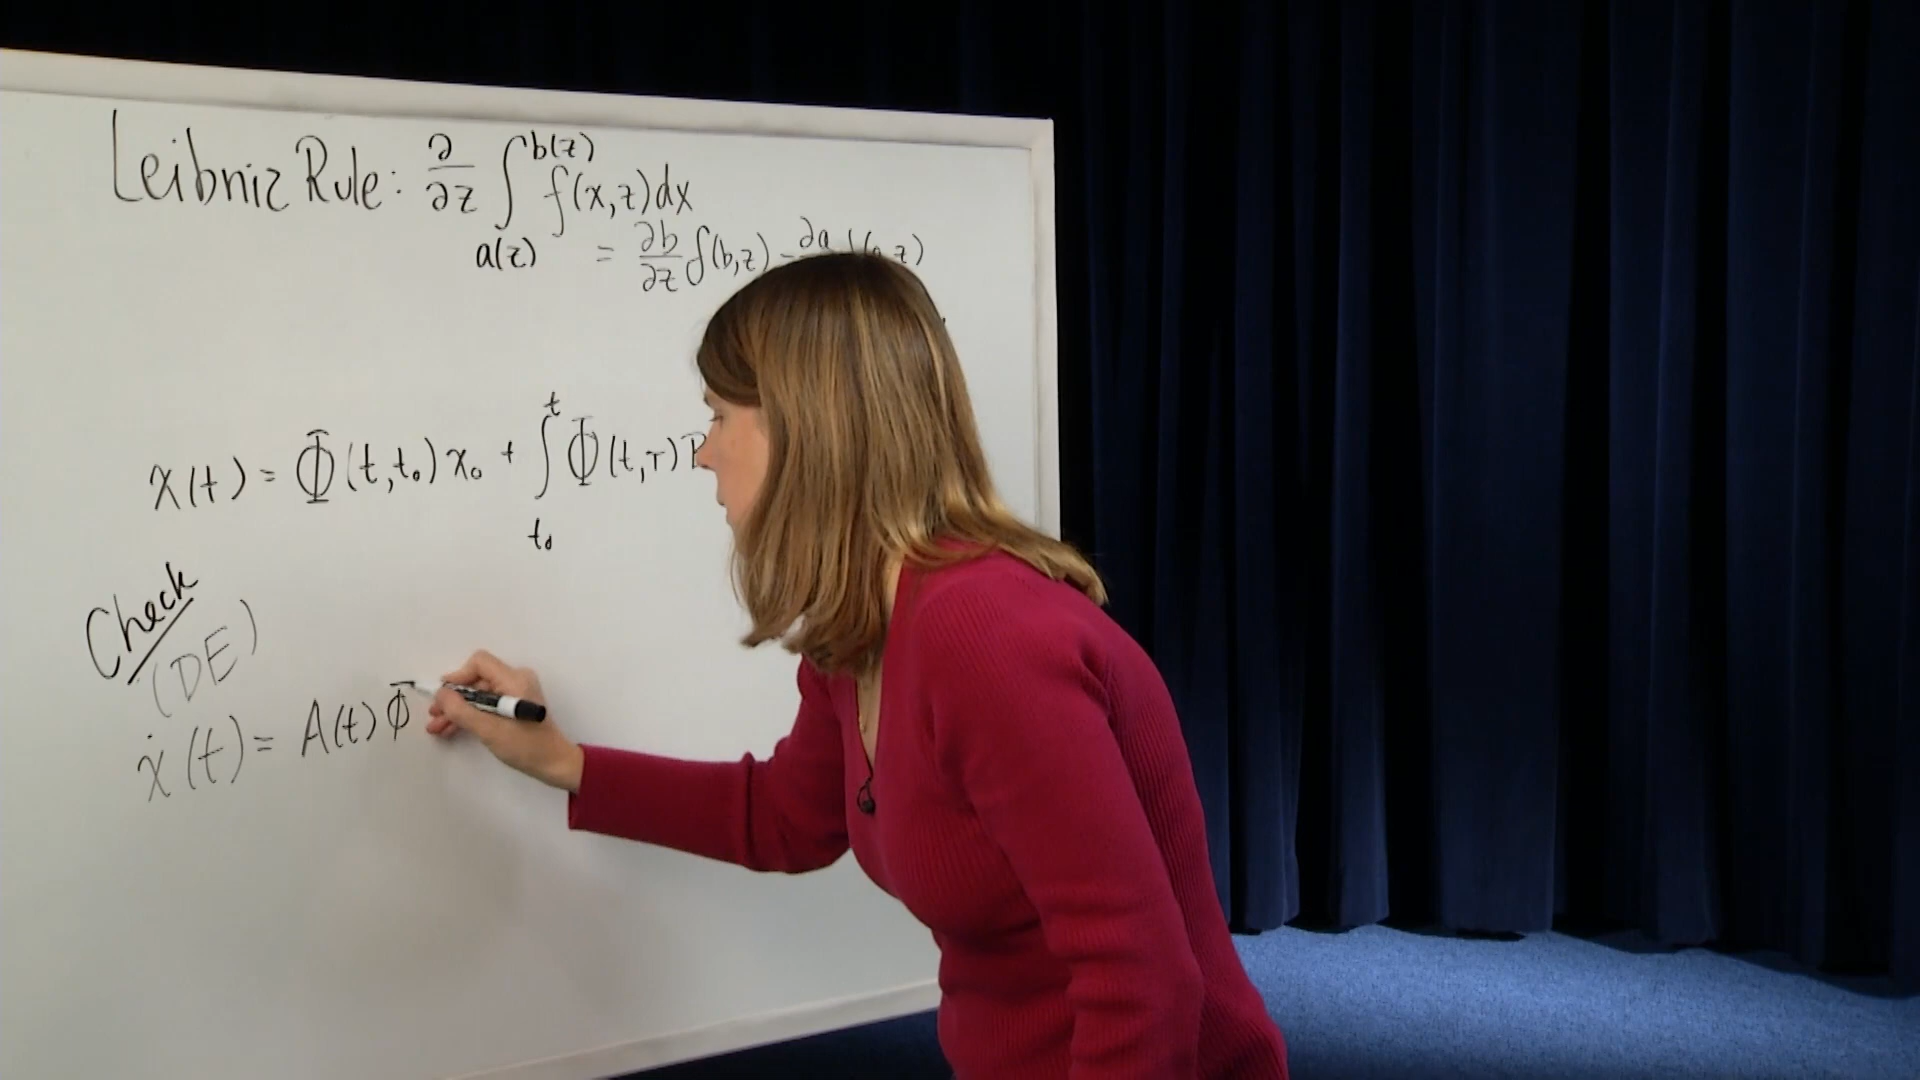 Leibniz Rule: ∂/∂z ∫_{a(z)}^{b(z)} f(x,z)dx
= ∂b/∂z f(b,z) - ∂a
x(t) = Φ(t,t₀)x₀ + ∫_{t₀}^{t} Φ(t,τ)
Check
(DE)
ẋ(t) = A(t)Φ